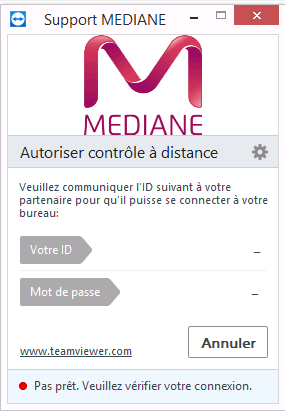 Support MEDIANE
MEDIANE
Autoriser contrôle à distance
Veuillez communiquer l'ID suivant à votre
partenaire pour qu'il puisse se connecter à votre
bureau:
Votre ID –
Mot de passe –
Annuler
www.teamviewer.com
Pas prêt. Veuillez vérifier votre connexion.